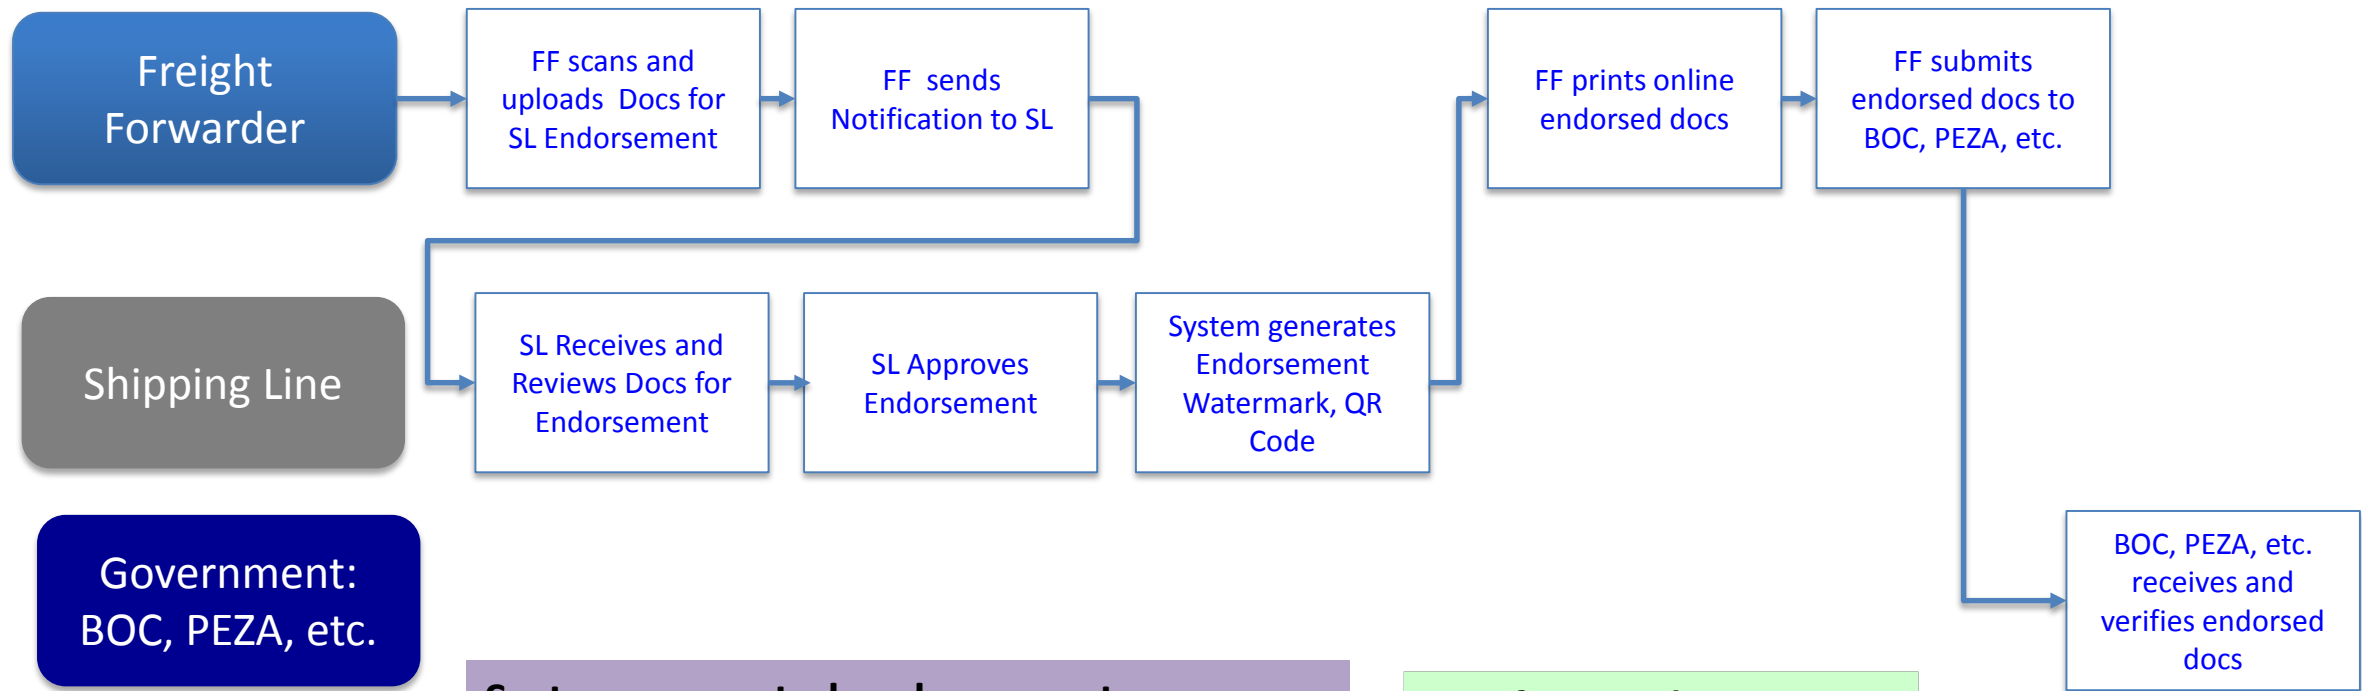 Freight
Forwarder
FF scans and
uploads Docs for
SL Endorsement
FF sends
Notification to SL
FF prints online
endorsed docs
FF submits
endorsed docs to
BOC, PEZA, etc.
Shipping Line
SL Receives and
Reviews Docs for
Endorsement
SL Approves
Endorsement
System generates
Endorsement
Watermark, QR
Code
Government:
BOC, PEZA, etc.
BOC, PEZA, etc.
receives and
verifies endorsed
docs